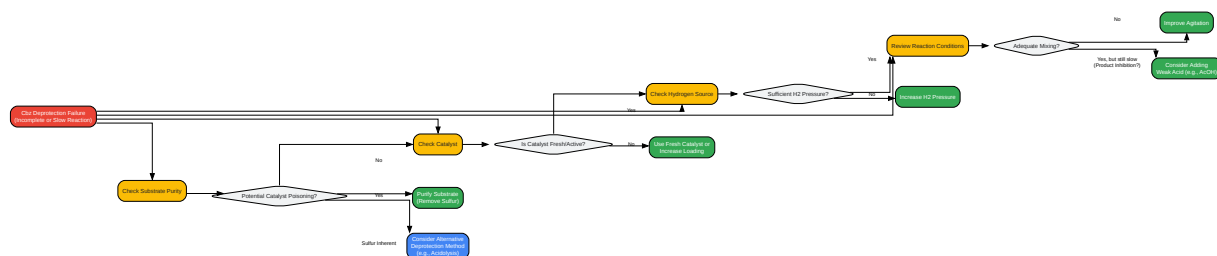 Cbz Deprotection Failure
(Incomplete or Slow Reaction)
Check Substrate Purity
Potential Catalyst Poisoning?
No
Yes
Purify Substrate
(Remove Sulfur)
Sulfur Inherent
Consider Alternative
Deprotection Method
(e.g., Acidolysis)
Check Catalyst
Is Catalyst Fresh/Active?
Yes
No
Use Fresh Catalyst or
Increase Loading
Check Hydrogen Source
Sufficient H2 Pressure?
Yes
No
Increase H2 Pressure
Review Reaction Conditions
Adequate Mixing?
No
Improve Agitation
Yes, but still slow
(Product Inhibition?)
Consider Adding
Weak Acid (e.g., AcOH)